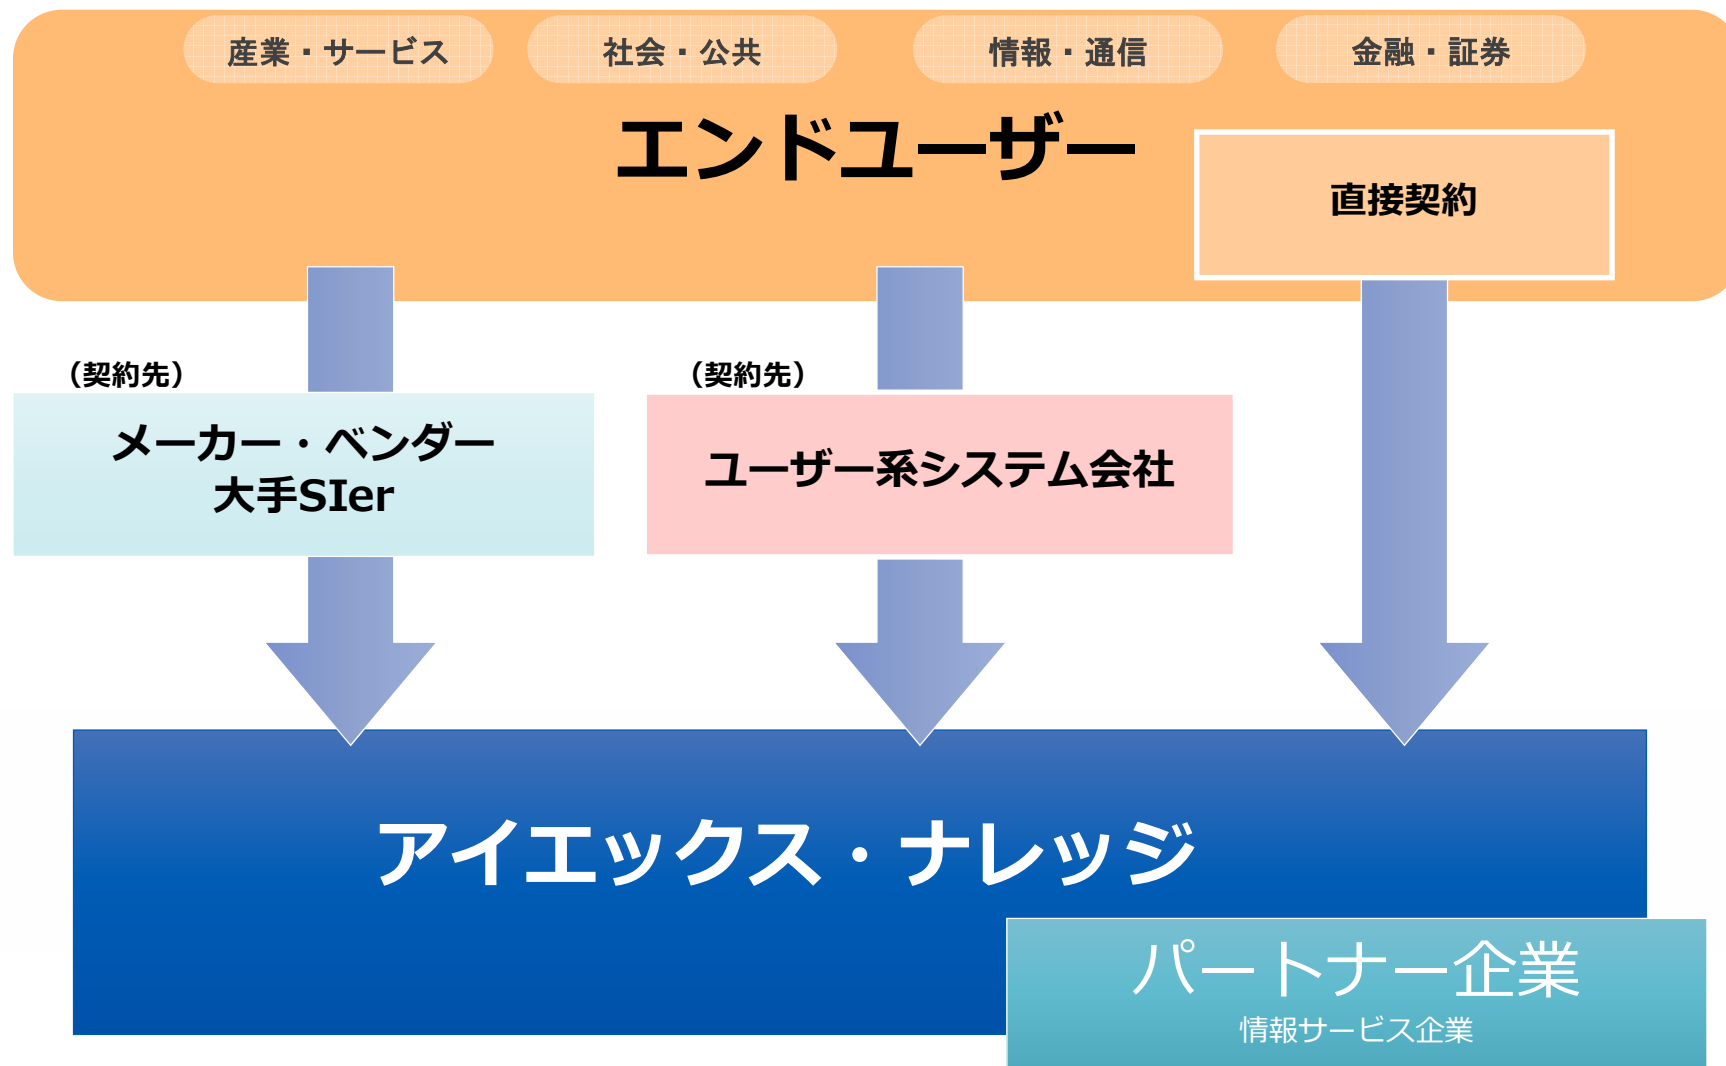 産業・サービス
社会・公共
情報・通信
金融・証券
エンドユーザー
直接契約
（契約先）
（契約先）
メーカー・ベンダー
大手SIer
ユーザー系システム会社
アイエックス・ナレッジ
パートナー企業
情報サービス企業